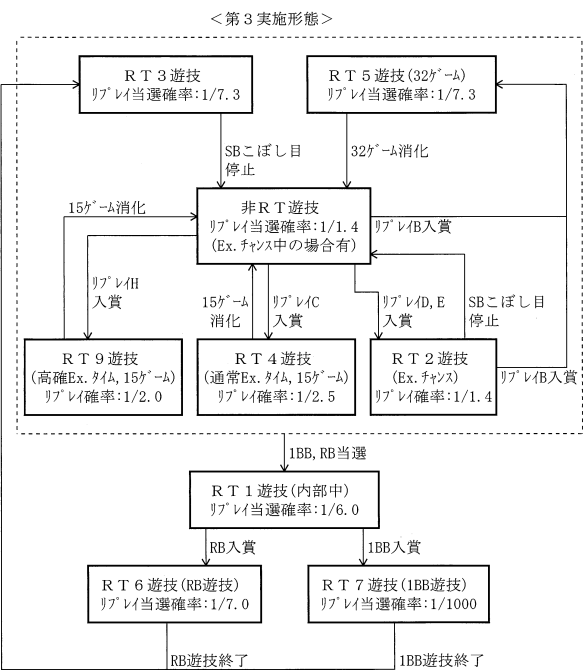 ＜第３実施形態＞
ＲＴ３遊技
ﾘﾌﾟﾚｲ当選確率:1/7.3
ＲＴ５遊技(32ｹﾞｰﾑ)
ﾘﾌﾟﾚｲ当選確率:1/7.3
SBこぼし目
停止
32ｹﾞｰﾑ消化
15ｹﾞｰﾑ消化
非ＲＴ遊技
ﾘﾌﾟﾚｲ当選確率:1/1.4
(Ex.ﾁｬﾝｽ中の場合有)
ﾘﾌﾟﾚｲB入賞
ﾘﾌﾟﾚｲH
入賞
15ｹﾞｰﾑ
消化
ﾘﾌﾟﾚｲC
入賞
ﾘﾌﾟﾚｲD,E
入賞
SBこぼし目
停止
ＲＴ９遊技
(高確Ex.ﾀｲﾑ,15ｹﾞｰﾑ)
ﾘﾌﾟﾚｲ確率:1/2.0
ＲＴ４遊技
(通常Ex.ﾀｲﾑ,15ｹﾞｰﾑ)
ﾘﾌﾟﾚｲ確率:1/2.5
ＲＴ２遊技
(Ex.ﾁｬﾝｽ)
ﾘﾌﾟﾚｲ確率:1/1.4
ﾘﾌﾟﾚｲB入賞
1BB,RB当選
ＲＴ１遊技(内部中)
ﾘﾌﾟﾚｲ当選確率:1/6.0
RB入賞
1BB入賞
ＲＴ６遊技(RB遊技)
ﾘﾌﾟﾚｲ当選確率:1/7.0
ＲＴ７遊技(1BB遊技)
ﾘﾌﾟﾚｲ当選確率:1/1000
RB遊技終了
1BB遊技終了